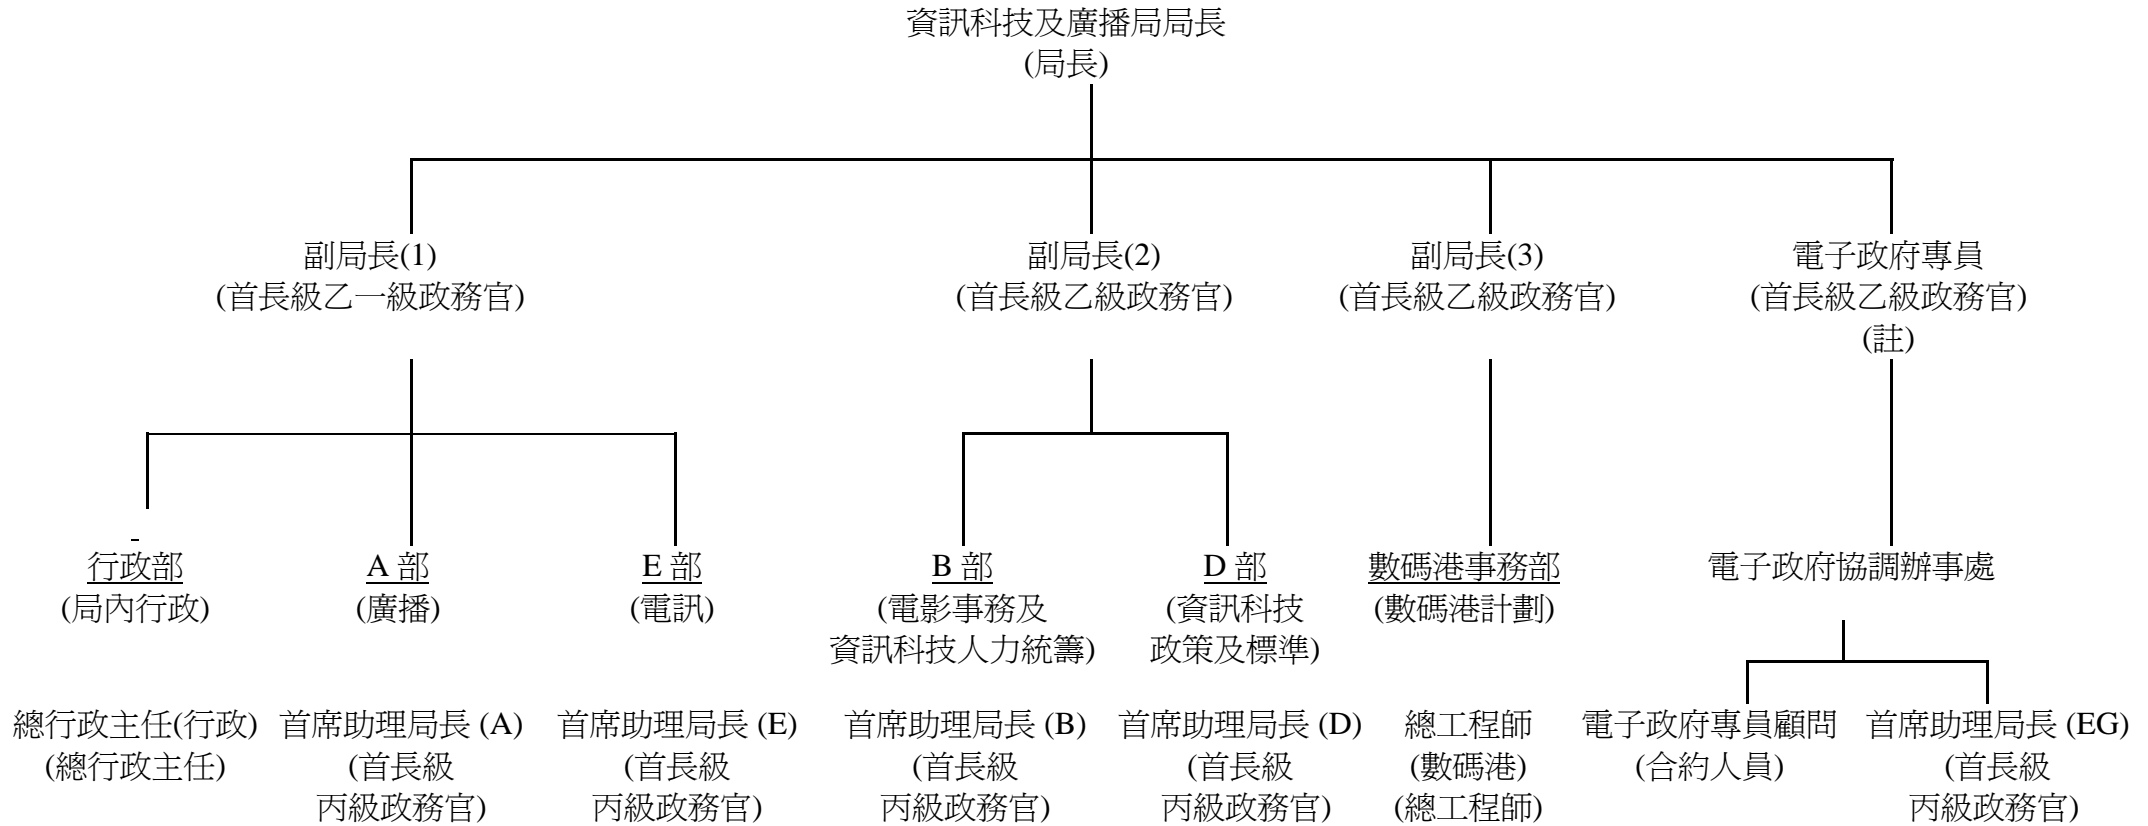 資訊科技及廣播局局長
(局長)
副局長(1)
(首長級乙一級政務官)
副局長(2)
(首長級乙級政務官)
副局長(3)
(首長級乙級政務官)
電子政府專員
(首長級乙級政務官)
(註)
行政部
(局內行政)
A 部
(廣播)
E 部
(電訊)
B 部
(電影事務及
資訊科技人力統籌)
D 部
(資訊科技
政策及標準)
數碼港事務部
(數碼港計劃)
電子政府協調辦事處
總行政主任(行政)
(總行政主任)
首席助理局長 (A)
(首長級
丙級政務官)
首席助理局長 (E)
(首長級
丙級政務官)
首席助理局長 (B)
(首長級
丙級政務官)
首席助理局長 (D)
(首長級
丙級政務官)
總工程師
(數碼港)
(總工程師)
電子政府專員顧問
(合約人員)
首席助理局長 (EG)
(首長級
丙級政務官)